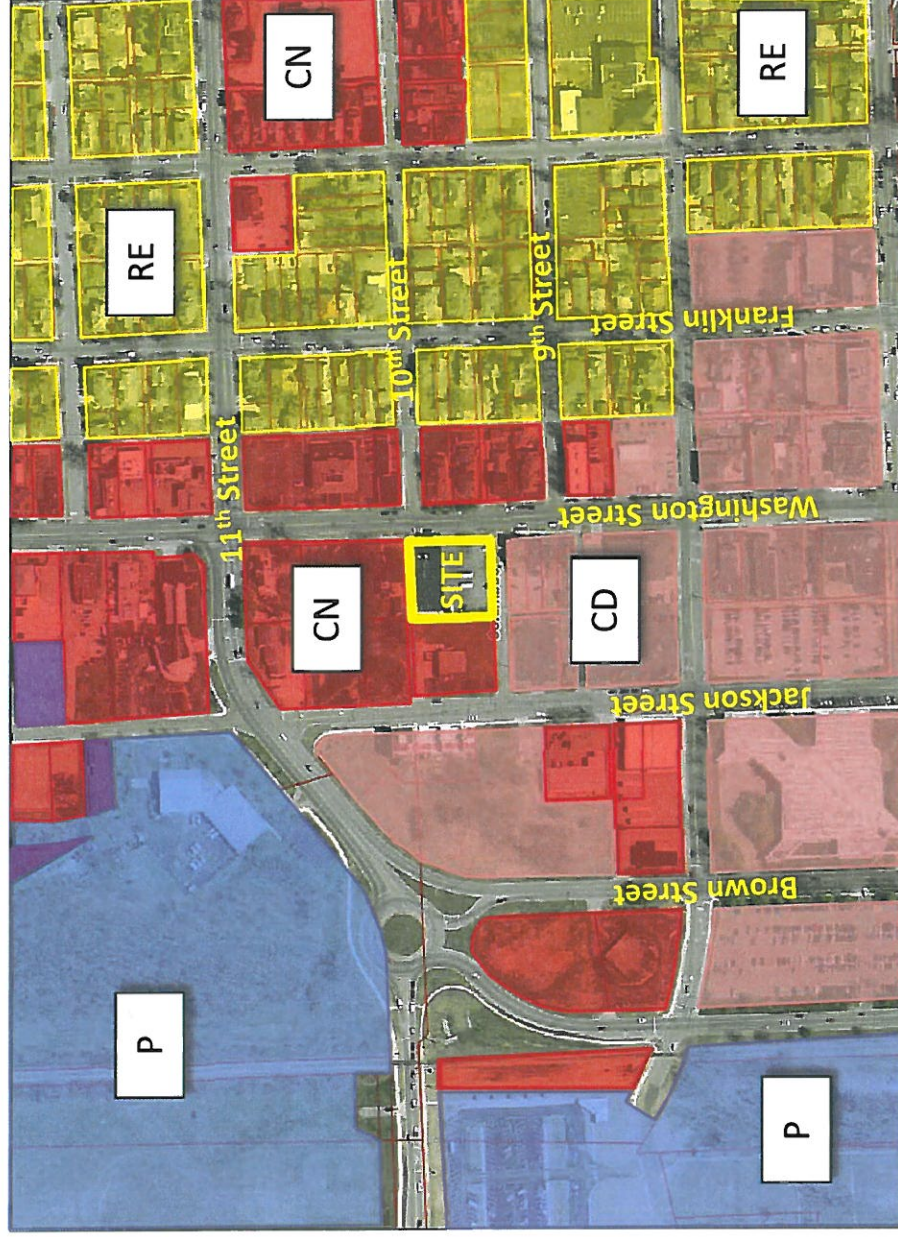 CN
RE
RE
11th Street
10th Street
9th Street
Franklin Street
Washington Street
SITE
CN
CD
Jackson Street
Brown Street
P
P